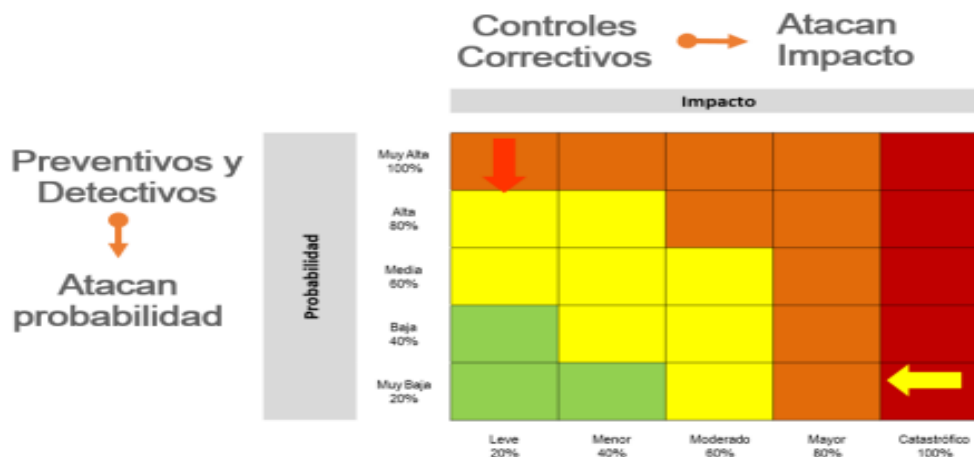 Controles
Correctivos
Atacan
Impacto
Impacto
Preventivos y
Detectivos
Atacan
probabilidad
Probabilidad
Muy Alta
100%
Alta
80%
Media
60%
Baja
40%
Muy Baja
20%
Leve
20%
Menor
40%
Moderado
60%
Mayor
80%
Catastrófico
100%